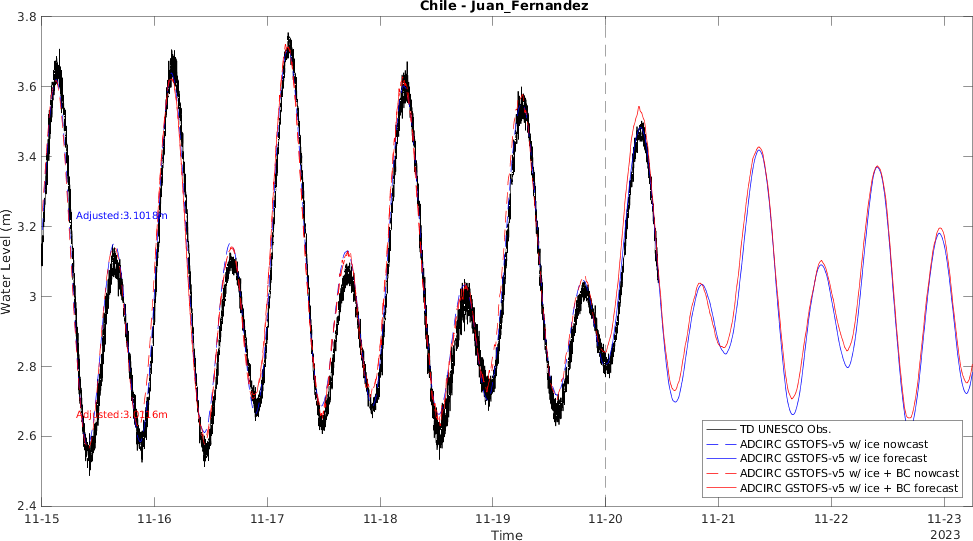 Chile - Juan_Fernandez
3.8
3.6
3.4
3.2
3
2.8
2.6
2.4
Water Level (m)
Adjusted:3.1018m
TD UNESCO Obs.
ADCIRC GSTOFS-v5 w/ ice nowcast
ADCIRC GSTOFS-v5 w/ ice forecast
ADCIRC GSTOFS-v5 w/ ice + BC nowcast
ADCIRC GSTOFS-v5 w/ ice + BC forecast
11-15
11-16
11-17
11-18
11-19
11-20
11-21
11-22
11-23
Time
2023